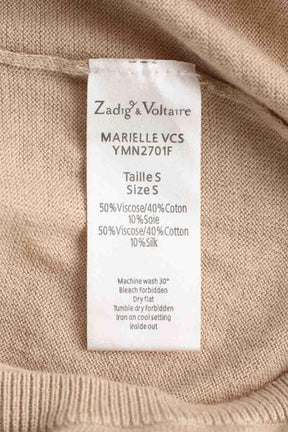 Zadig & Voltaire
MARIELLE VCS
YMN2701F
Taille S
Size S
50%Viscose/40%Coton
10%Soie
50%Viscose/40%Cotton
10%Silk
Machine wash 30°
Bleach forbidden
Dry flat
Tumble dry forbidden
Iron on cool setting
inside out